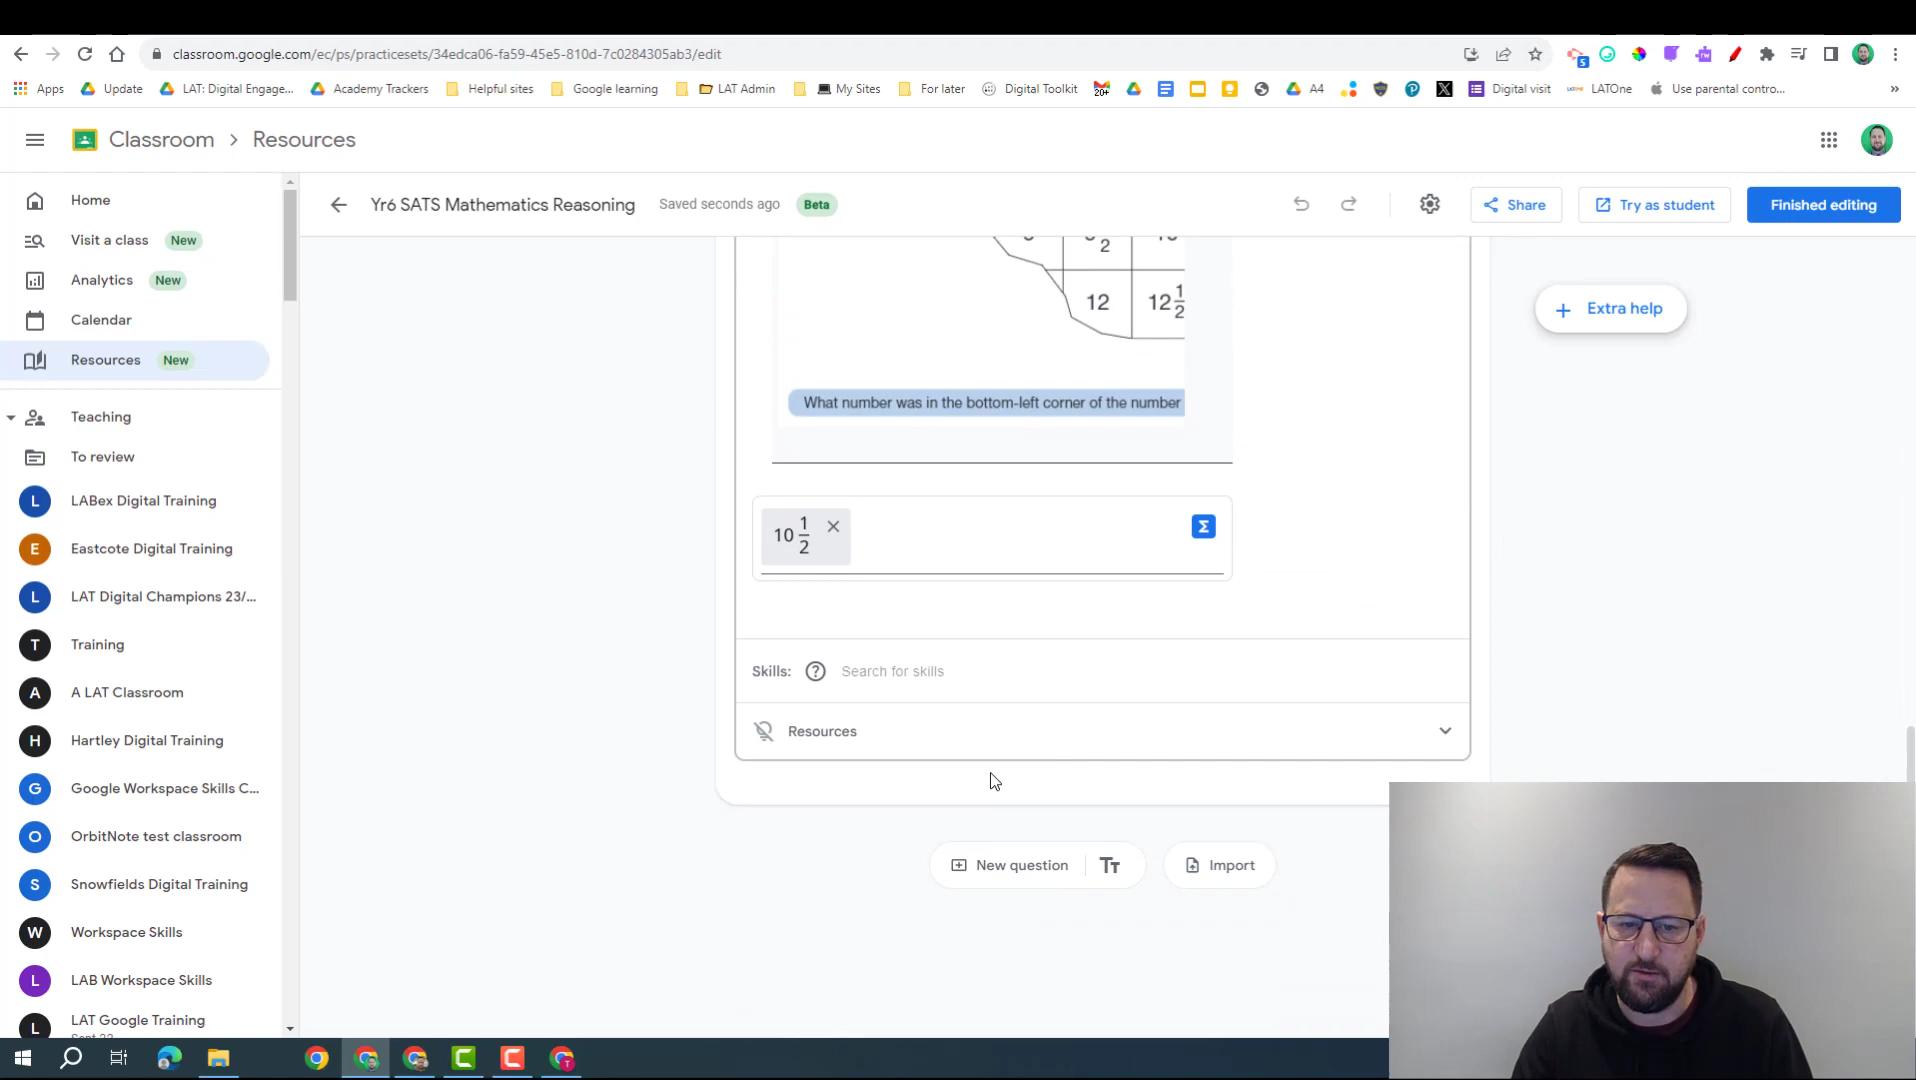 classroom.google.com/ec/ps/practicesets/34edca06-fa59-45e5-810d-7c0284305ab3/edit
5
Apps
Update
LAT: Digital Engage...
Academy Trackers
Helpful sites
Google learning
LAT Admin
My Sites
For later
Digital Toolkit
20+
A4
Digital visit
LATOne
Use parental contro...
»
Classroom > Resources
Yr6 SATS Mathematics Reasoning
Saved seconds ago
Beta
Share
Try as student
Finished editing
Home
Visit a class New
Analytics New
Calendar
Resources New
Teaching
To review
L LABex Digital Training
E Eastcote Digital Training
L LAT Digital Champions 23/...
T Training
A A LAT Classroom
H Hartley Digital Training
G Google Workspace Skills C...
O OrbitNote test classroom
S Snowfields Digital Training
W Workspace Skills
L LAB Workspace Skills
L LAT Google Training
12 12 1/2
What number was in the bottom-left corner of the number
10 1/2
Σ
Skills: ? Search for skills
Resources
New question Tт
Import
+ Extra help